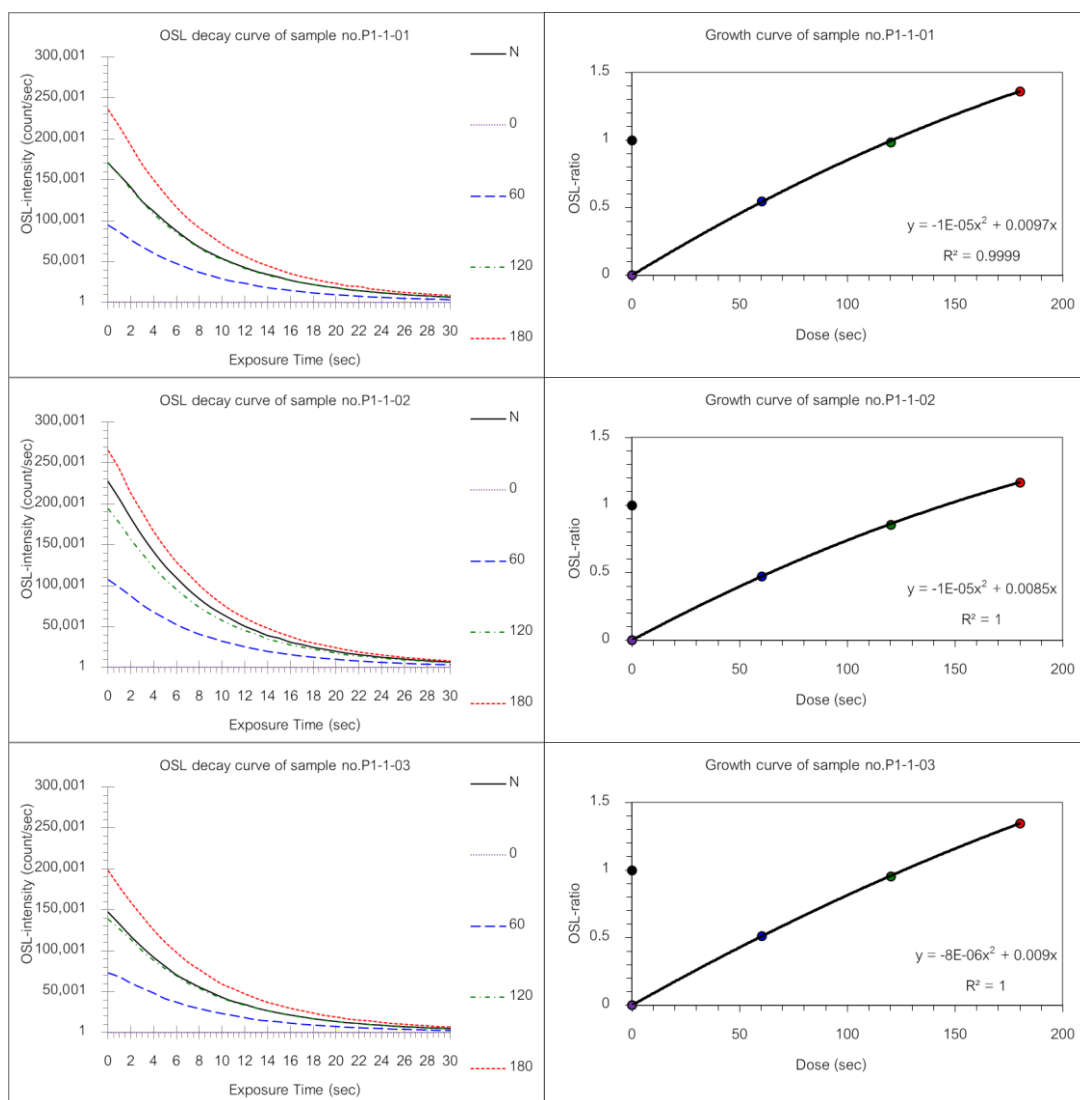 OSL decay curve of sample no.P1-1-01
OSL-intensity (count/sec)
300,001
250,001
200,001
150,001
100,001
50,001
1
0 2 4 6 8 10 12 14 16 18 20 22 24 26 28 30
Exposure Time (sec)
N
0
60
120
180
Growth curve of sample no.P1-1-01
OSL-ratio
1.5
1
0.5
0
0 50 100 150 200
Dose (sec)
y = -1E-05x² + 0.0097x
R² = 0.9999
OSL decay curve of sample no.P1-1-02
OSL-intensity (count/sec)
300,001
250,001
200,001
150,001
100,001
50,001
1
0 2 4 6 8 10 12 14 16 18 20 22 24 26 28 30
Exposure Time (sec)
N
0
60
120
180
Growth curve of sample no.P1-1-02
OSL-ratio
1.5
1
0.5
0
0 50 100 150 200
Dose (sec)
y = -1E-05x² + 0.0085x
R² = 1
OSL decay curve of sample no.P1-1-03
OSL-intensity (count/sec)
300,001
250,001
200,001
150,001
100,001
50,001
1
0 2 4 6 8 10 12 14 16 18 20 22 24 26 28 30
Exposure Time (sec)
N
0
60
120
180
Growth curve of sample no.P1-1-03
OSL-ratio
1.5
1
0.5
0
0 50 100 150 200
Dose (sec)
y = -8E-06x² + 0.009x
R² = 1